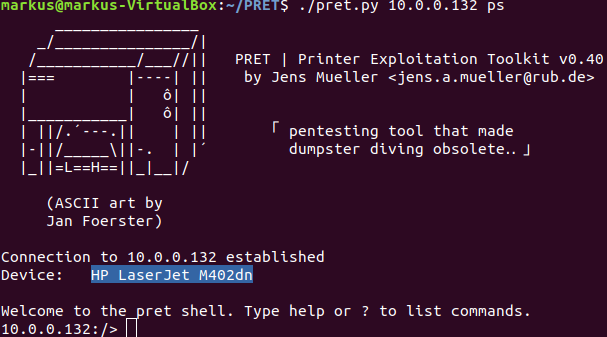 markus@markus-VirtualBox:~/PRET$ ./pret.py 10.0.0.132 ps
PRET | Printer Exploitation Toolkit v0.40
by Jens Mueller <jens.a.mueller@rub.de>
「 pentesting tool that made
dumpster diving obsolete..」
(ASCII art by
Jan Foerster)
Connection to 10.0.0.132 established
Device: HP LaserJet M402dn
Welcome to the pret shell. Type help or ? to list commands.
10.0.0.132:/>